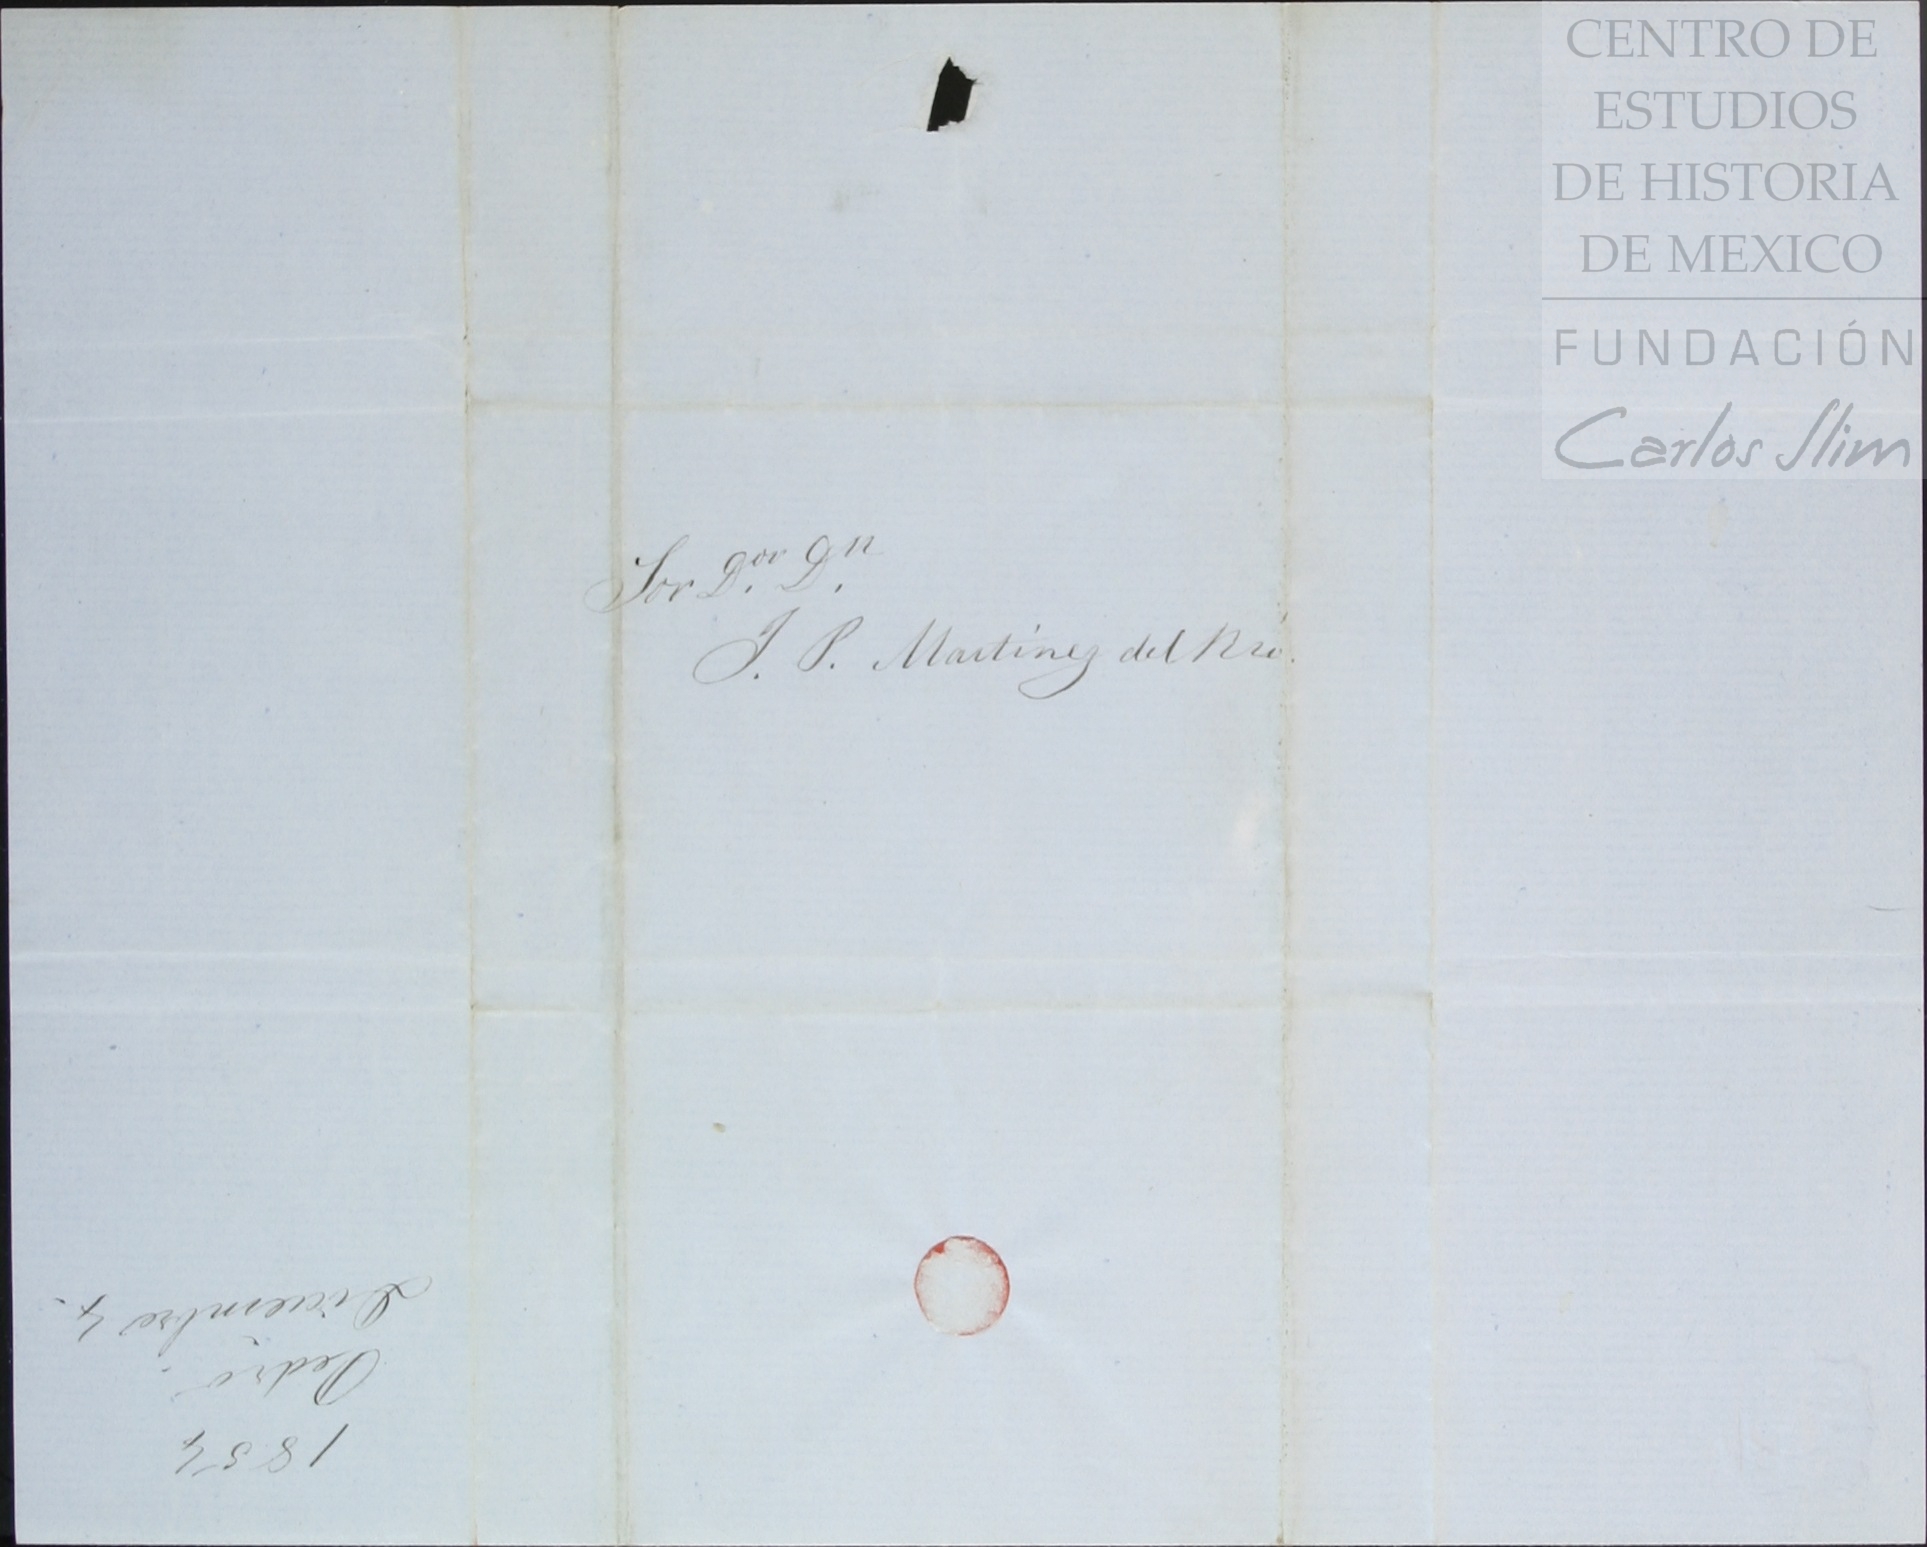 CENTRO DE
ESTUDIOS
DE HISTORIA
DE MEXICO
FUNDACIÓN
Carlos Slim
Sor Dor. Dn.
J. P. Martinez del Rio.
1854
Pedro.
Diciembre 4.